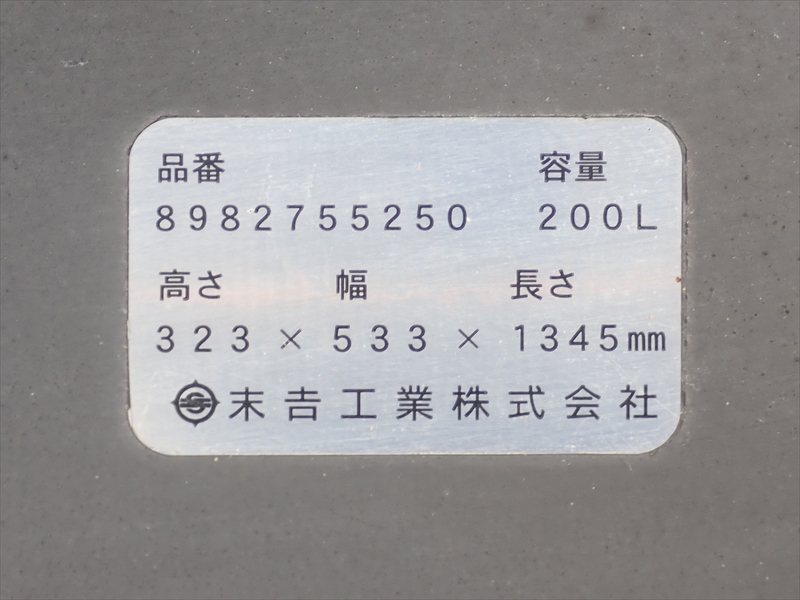 品番 容量
8982755250 200L
高さ 幅 長さ
323 × 533 × 1345mm
末吉工業株式会社